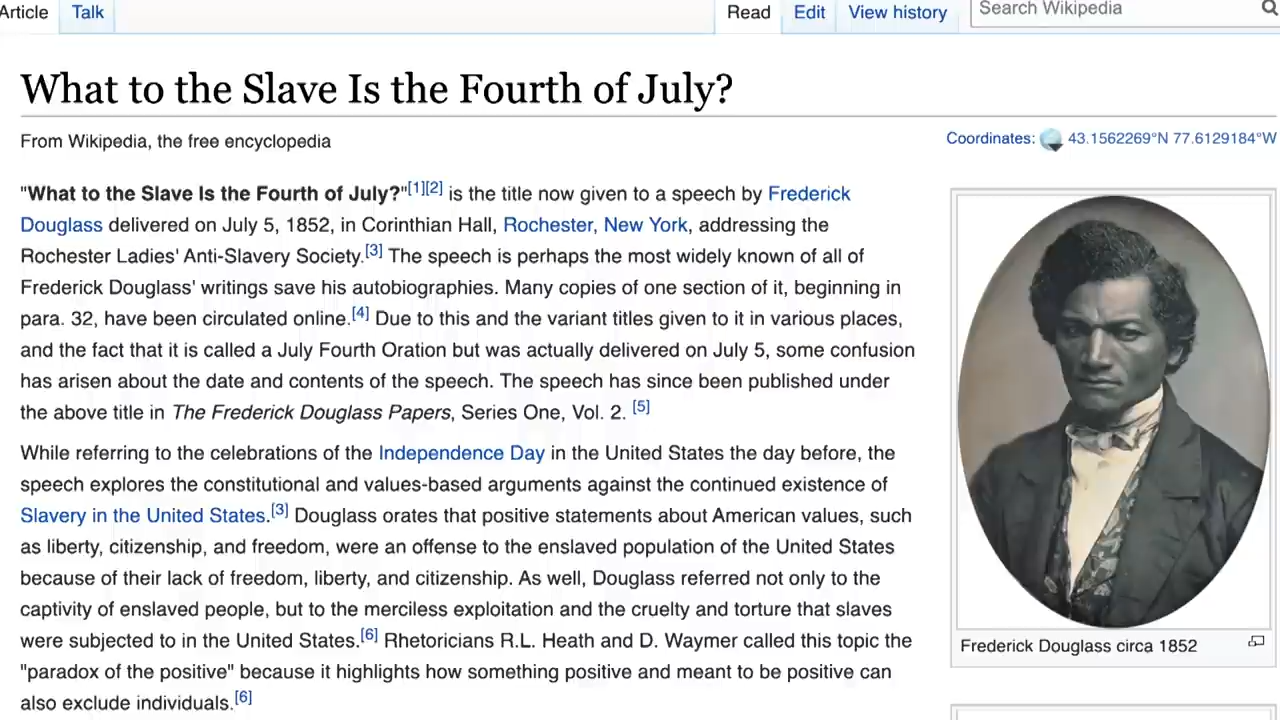 Article Talk Read Edit View history Search Wikipedia
What to the Slave Is the Fourth of July?
From Wikipedia, the free encyclopedia
Coordinates: 43.1562269°N 77.6129184°W
"What to the Slave Is the Fourth of July?"[1][2] is the title now given to a speech by Frederick
Douglass delivered on July 5, 1852, in Corinthian Hall, Rochester, New York, addressing the
Rochester Ladies' Anti-Slavery Society.[3] The speech is perhaps the most widely known of all of
Frederick Douglass' writings save his autobiographies. Many copies of one section of it, beginning in
para. 32, have been circulated online.[4] Due to this and the variant titles given to it in various places,
and the fact that it is called a July Fourth Oration but was actually delivered on July 5, some confusion
has arisen about the date and contents of the speech. The speech has since been published under
the above title in The Frederick Douglass Papers, Series One, Vol. 2. [5]
While referring to the celebrations of the Independence Day in the United States the day before, the
speech explores the constitutional and values-based arguments against the continued existence of
Slavery in the United States.[3] Douglass orates that positive statements about American values, such
as liberty, citizenship, and freedom, were an offense to the enslaved population of the United States
because of their lack of freedom, liberty, and citizenship. As well, Douglass referred not only to the
captivity of enslaved people, but to the merciless exploitation and the cruelty and torture that slaves
were subjected to in the United States.[6] Rhetoricians R.L. Heath and D. Waymer called this topic the
"paradox of the positive" because it highlights how something positive and meant to be positive can
also exclude individuals.[6]
Frederick Douglass circa 1852